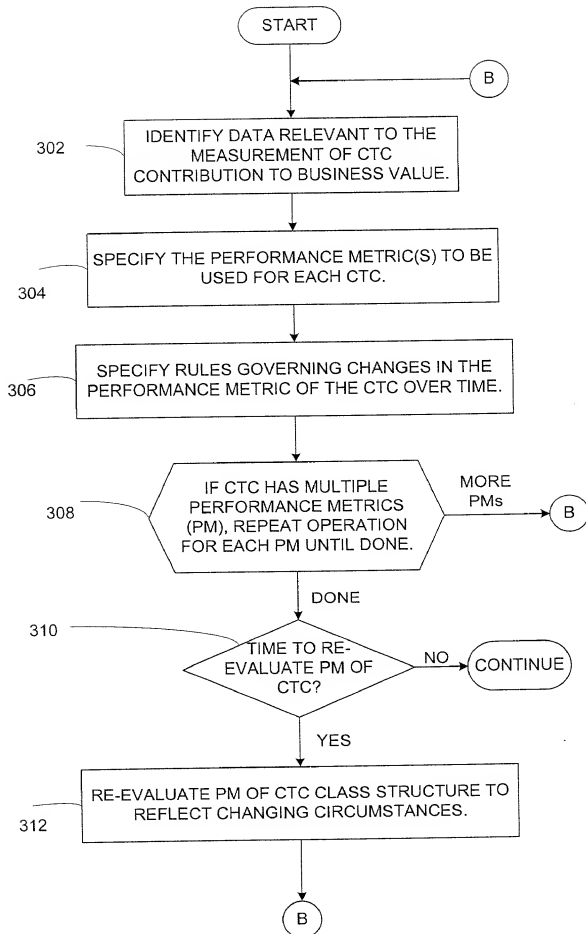 START
B
302
IDENTIFY DATA RELEVANT TO THE
MEASUREMENT OF CTC
CONTRIBUTION TO BUSINESS VALUE.
304
SPECIFY THE PERFORMANCE METRIC(S) TO BE
USED FOR EACH CTC.
306
SPECIFY RULES GOVERNING CHANGES IN THE
PERFORMANCE METRIC OF THE CTC OVER TIME.
308
IF CTC HAS MULTIPLE
PERFORMANCE METRICS
(PM), REPEAT OPERATION
FOR EACH PM UNTIL DONE.
MORE
PMs
B
DONE
310
TIME TO RE-
EVALUATE PM OF
CTC?
NO
CONTINUE
YES
312
RE-EVALUATE PM OF CTC CLASS STRUCTURE TO
REFLECT CHANGING CIRCUMSTANCES.
B